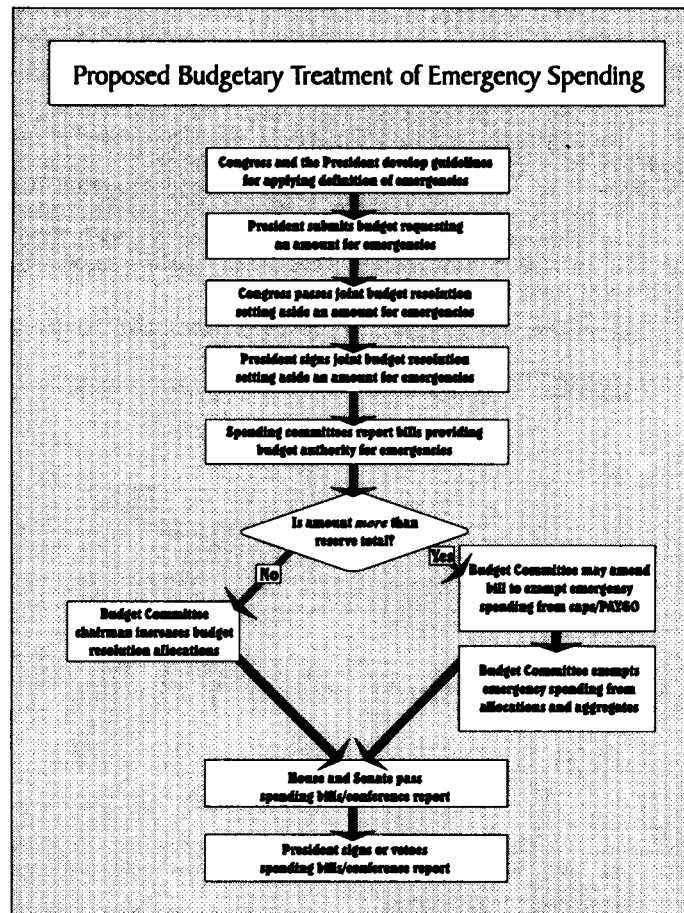 Proposed Budgetary Treatment of Emergency Spending
Congress and the President develop guidelines
for applying definition of emergencies
President submits budget requesting
an amount for emergencies
Congress passes joint budget resolution
setting aside an amount for emergencies
President signs joint budget resolution
setting aside an amount for emergencies
Spending committees report bills providing
budget authority for emergencies
Is amount more than
reserve total?
No
Yes
Budget Committee
chairman increases budget
resolution allocations
Budget Committee may amend
bill to exempt emergency
spending from caps/PAYGO
Budget Committee exempts
emergency spending from
allocations and aggregates
House and Senate pass
spending bills/conference report
President signs or vetoes
spending bills/conference report